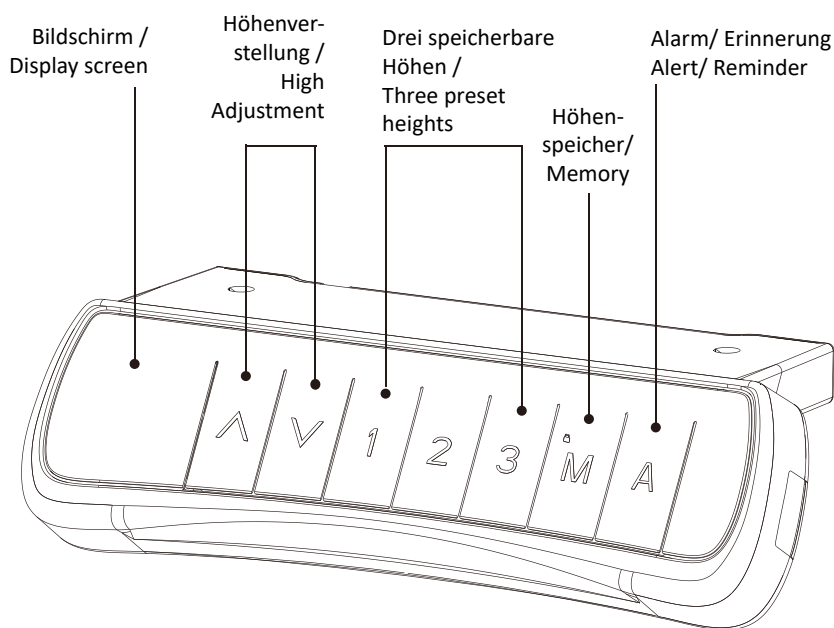 Bildschirm /
Display screen
Höhenver-
stellung /
High
Adjustment
Drei speicherbare
Höhen /
Three preset
heights
Höhen-
speicher/
Memory
Alarm/ Erinnerung
Alert/ Reminder
1
2
3
M
A